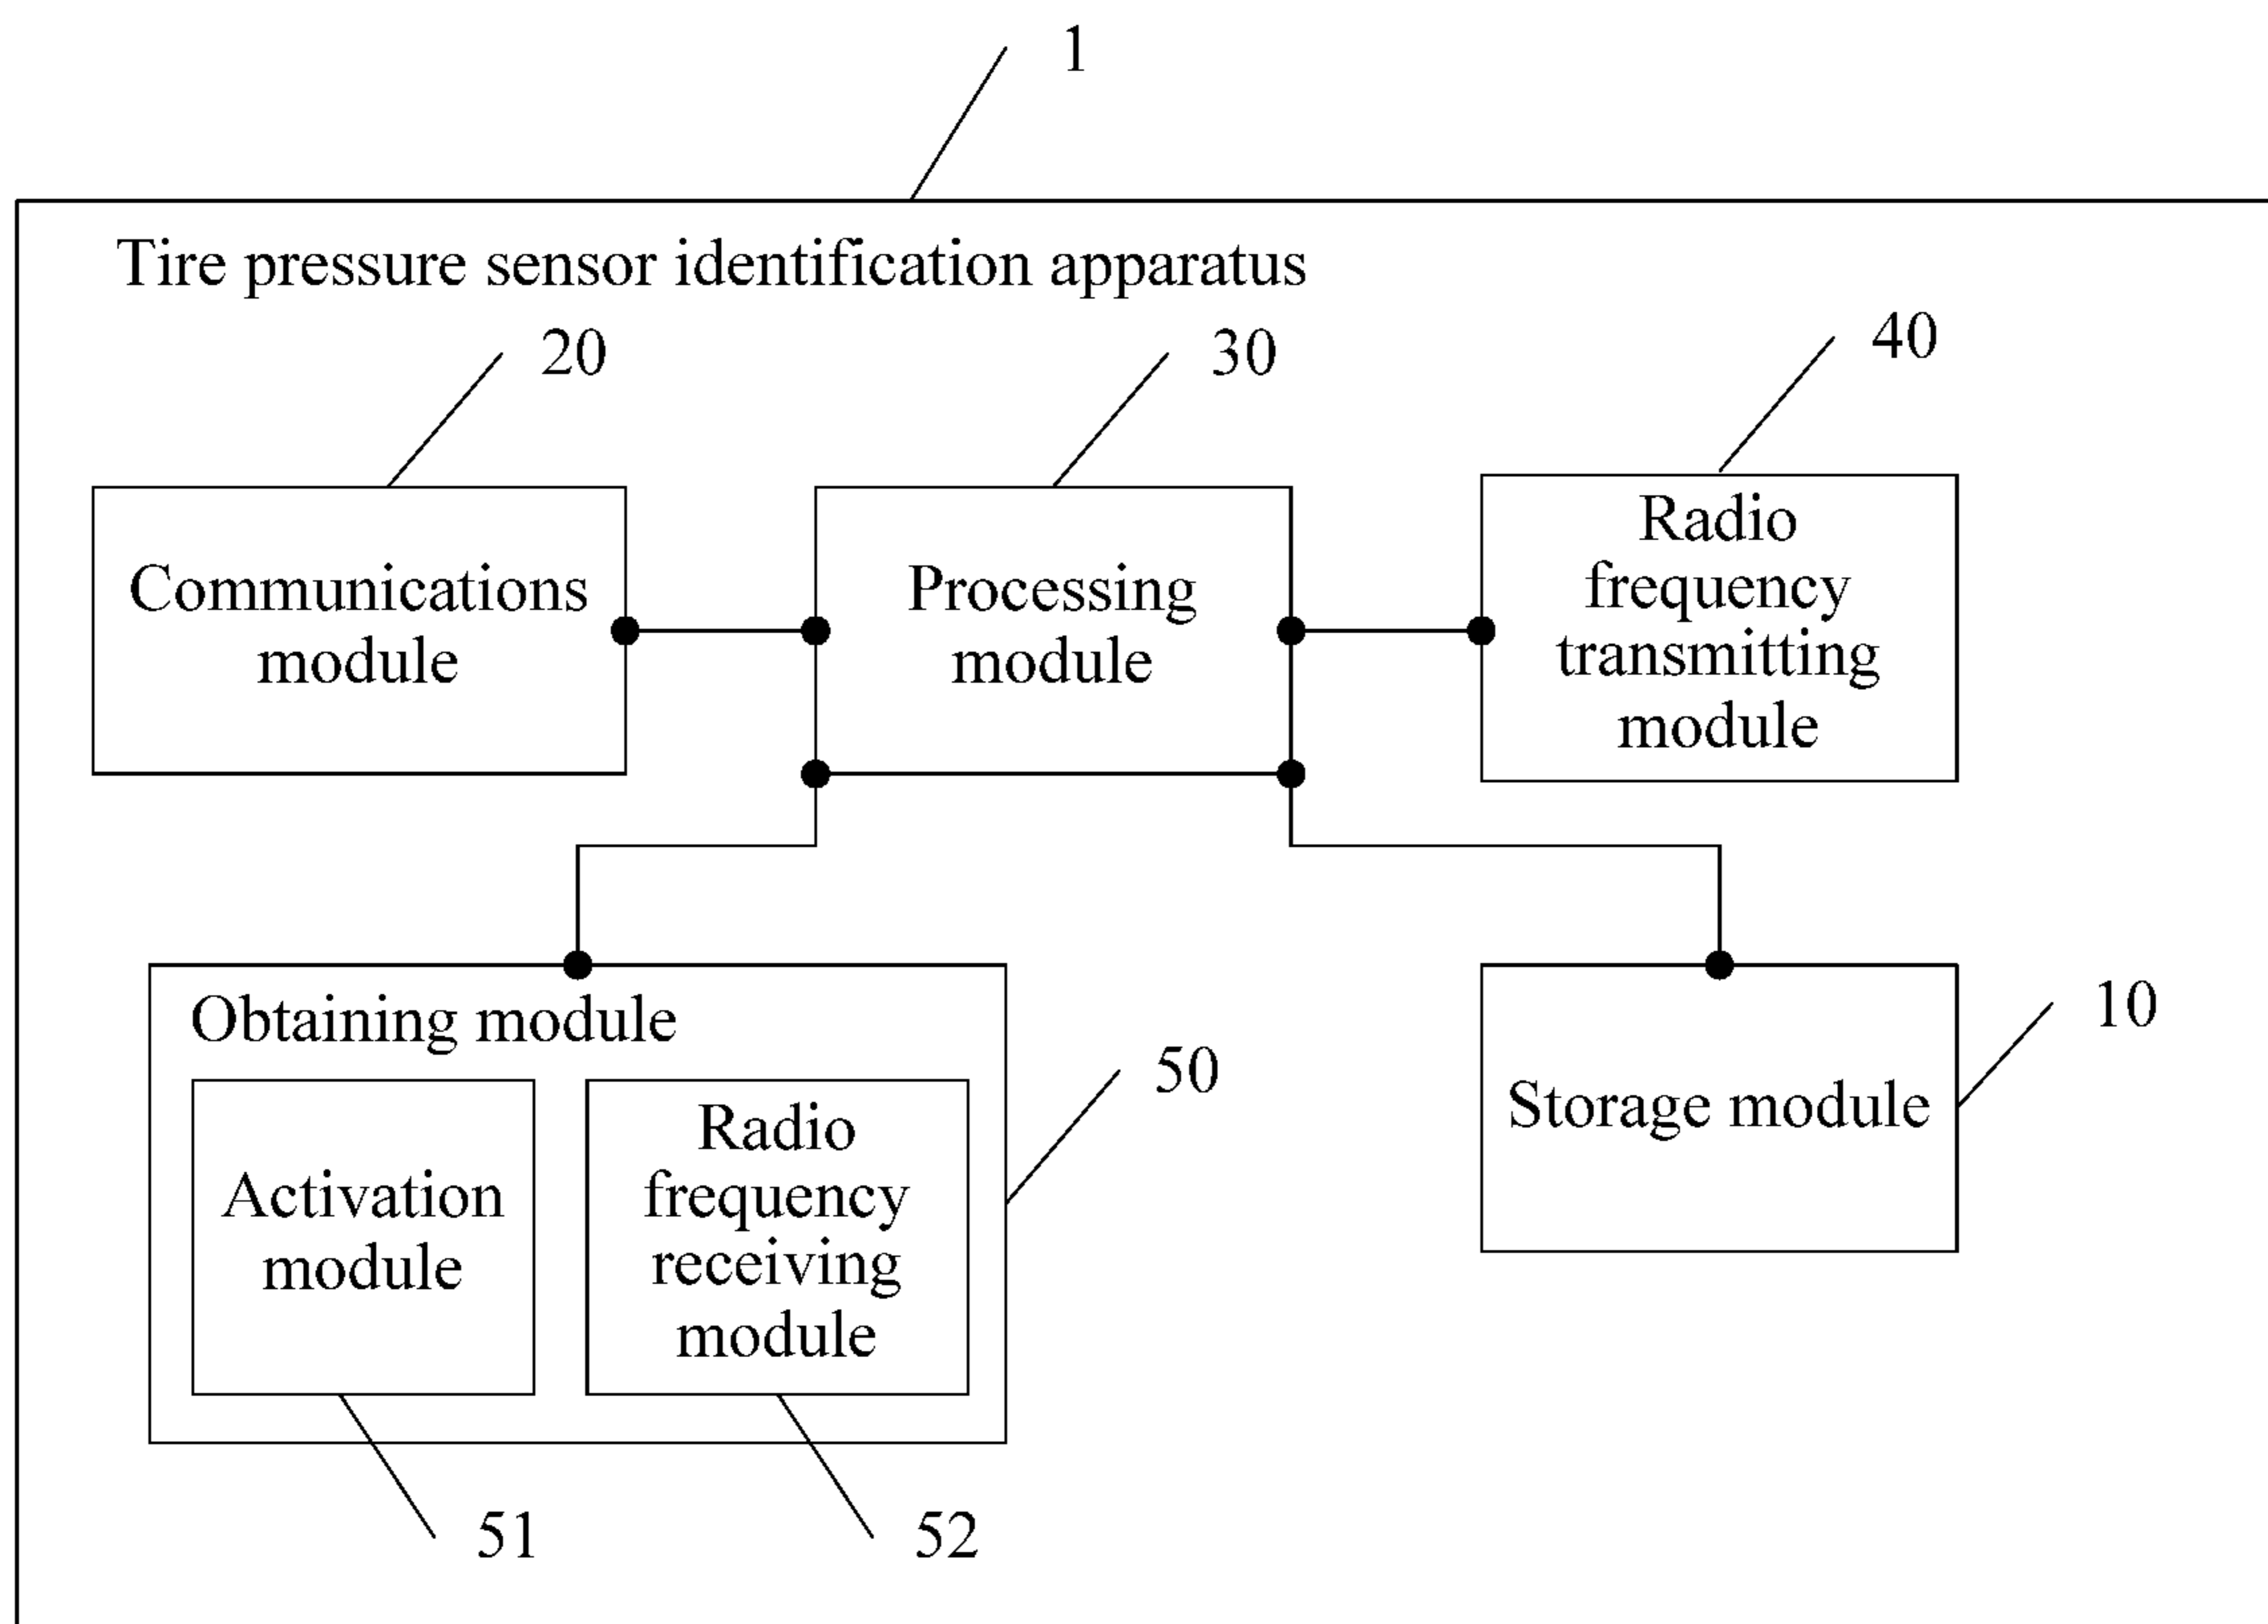 1
Tire pressure sensor identification apparatus
20
30
40
Communications
module
Processing
module
Radio
frequency
transmitting
module
Obtaining module
50
10
Activation
module
Radio
frequency
receiving
module
Storage module
51
52